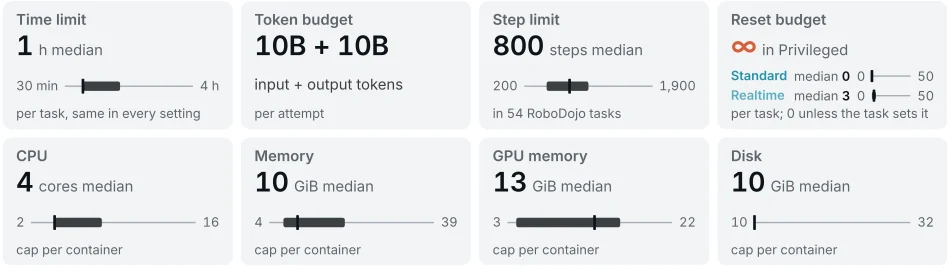 Time limit
1 h median
30 min 4 h
per task, same in every setting
Token budget
10B + 10B
input + output tokens
per attempt
Step limit
800 steps median
200 1,900
in 54 RoboDojo tasks
Reset budget
∞ in Privileged
Standard median 0 0 50
Realtime median 3 0 50
per task; 0 unless the task sets it
CPU
4 cores median
2 16
cap per container
Memory
10 GiB median
4 39
cap per container
GPU memory
13 GiB median
3 22
cap per container
Disk
10 GiB median
10 32
cap per container